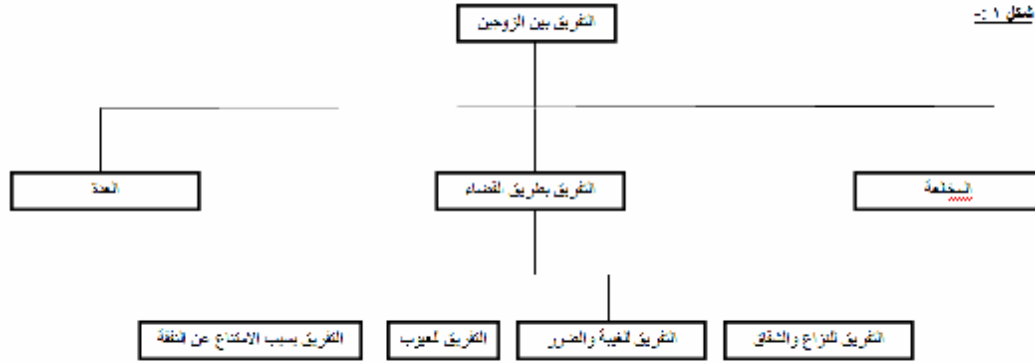 شكل ١ :-
التفريق بين الزوجين
المخلعة
التفريق بطريق القضاء
العدة
التفريق للنزاع والشقاق
التفريق للغيبة والضرر
التفريق للعيوب
التفريق بسبب الامتناع عن النفقة